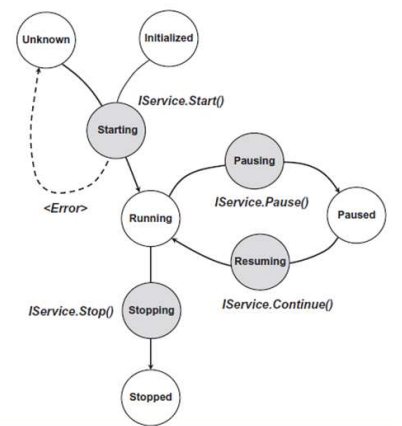 Unknown
Initialized
IService.Start()
Starting
Pausing
<Error>
IService.Pause()
Running
Paused
Resuming
IService.Continue()
IService.Stop()
Stopping
Stopped